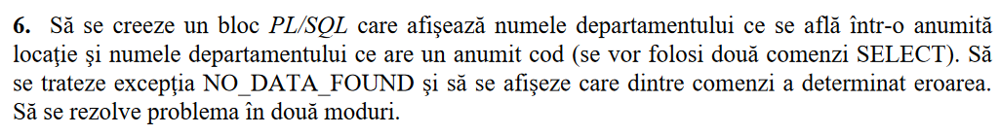 6. Să se creeze un bloc PL/SQL care afişează numele departamentului ce se află într-o anumită
locaţie şi numele departamentului ce are un anumit cod (se vor folosi două comenzi SELECT). Să
se trateze excepţia NO_DATA_FOUND şi să se afişeze care dintre comenzi a determinat eroarea.
Să se rezolve problema în două moduri.